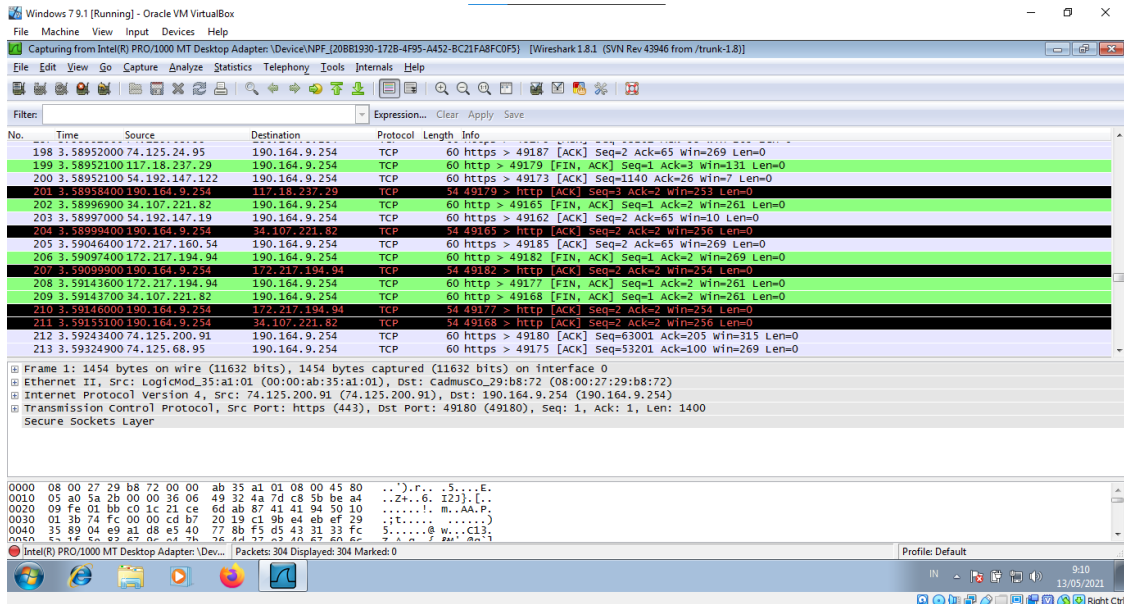 Windows 7 9.1 [Running] - Oracle VM VirtualBox
File Machine View Input Devices Help
Capturing from Intel(R) PRO/1000 MT Desktop Adapter: \Device\NPF_{20BB1930-172B-4F95-A452-BC21FA8FC0F5} [Wireshark 1.8.1 (SVN Rev 43946 from /trunk-1.8)]
File Edit View Go Capture Analyze Statistics Telephony Tools Internals Help
Filter: Expression... Clear Apply Save
No. Time Source Destination Protocol Length Info
198 3.58952000 74.125.24.95 190.164.9.254 TCP 60 https > 49187 [ACK] Seq=2 Ack=65 Win=269 Len=0
199 3.58952100 117.18.237.29 190.164.9.254 TCP 60 http > 49179 [FIN, ACK] Seq=1 Ack=3 Win=131 Len=0
200 3.58952100 54.192.147.122 190.164.9.254 TCP 60 https > 49173 [ACK] Seq=1140 Ack=26 Win=7 Len=0
201 3.58958400 190.164.9.254 117.18.237.29 TCP 54 49179 > http [ACK] Seq=3 Ack=2 Win=253 Len=0
202 3.58996900 34.107.221.82 190.164.9.254 TCP 60 http > 49165 [FIN, ACK] Seq=1 Ack=2 Win=261 Len=0
203 3.58997000 54.192.147.19 190.164.9.254 TCP 60 https > 49162 [ACK] Seq=2 Ack=65 Win=10 Len=0
204 3.58999400 190.164.9.254 34.107.221.82 TCP 54 49165 > http [ACK] Seq=2 Ack=2 Win=256 Len=0
205 3.59046400 172.217.160.54 190.164.9.254 TCP 60 https > 49185 [ACK] Seq=2 Ack=65 Win=269 Len=0
206 3.59097400 172.217.194.94 190.164.9.254 TCP 60 http > 49182 [FIN, ACK] Seq=1 Ack=2 Win=269 Len=0
207 3.59099900 190.164.9.254 172.217.194.94 TCP 54 49182 > http [ACK] Seq=2 Ack=2 Win=254 Len=0
208 3.59143600 172.217.194.94 190.164.9.254 TCP 60 http > 49177 [FIN, ACK] Seq=1 Ack=2 Win=261 Len=0
209 3.59143700 34.107.221.82 190.164.9.254 TCP 60 http > 49168 [FIN, ACK] Seq=1 Ack=2 Win=261 Len=0
210 3.59146000 190.164.9.254 172.217.194.94 TCP 54 49177 > http [ACK] Seq=2 Ack=2 Win=254 Len=0
211 3.59155100 190.164.9.254 34.107.221.82 TCP 54 49168 > http [ACK] Seq=2 Ack=2 Win=256 Len=0
212 3.59243400 74.125.200.91 190.164.9.254 TCP 60 https > 49180 [ACK] Seq=63001 Ack=205 Win=315 Len=0
213 3.59324900 74.125.68.95 190.164.9.254 TCP 60 https > 49175 [ACK] Seq=53201 Ack=100 Win=269 Len=0
Frame 1: 1454 bytes on wire (11632 bits), 1454 bytes captured (11632 bits) on interface 0
Ethernet II, Src: LogicMod_35:a1:01 (00:00:ab:35:a1:01), Dst: CadmusCo_29:b8:72 (08:00:27:29:b8:72)
Internet Protocol Version 4, Src: 74.125.200.91 (74.125.200.91), Dst: 190.164.9.254 (190.164.9.254)
Transmission Control Protocol, Src Port: https (443), Dst Port: 49180 (49180), Seq: 1, Ack: 1, Len: 1400
Secure Sockets Layer
0000 08 00 27 29 b8 72 00 00 ab 35 a1 01 08 00 45 80 ..').r.. .5....E.
0010 05 a0 5a 2b 00 00 36 06 49 32 4a 7d c8 5b be a4 ..Z+..6. I2J}.[..
0020 09 fe 01 bb c0 1c 21 ce 6d ab 87 41 41 94 50 10 ......!. m..AA.P.
0030 01 3b 74 fc 00 00 cd b7 20 19 c1 9b e4 eb ef 29 .;t..... ......)
0040 35 89 04 e9 a1 d8 e5 40 77 8b f5 d5 43 31 33 fc 5......@ w...C13.
Intel(R) PRO/1000 MT Desktop Adapter: \Dev... Packets: 304 Displayed: 304 Marked: 0 Profile: Default
IN 9:10
13/05/2021
Right Ctrl